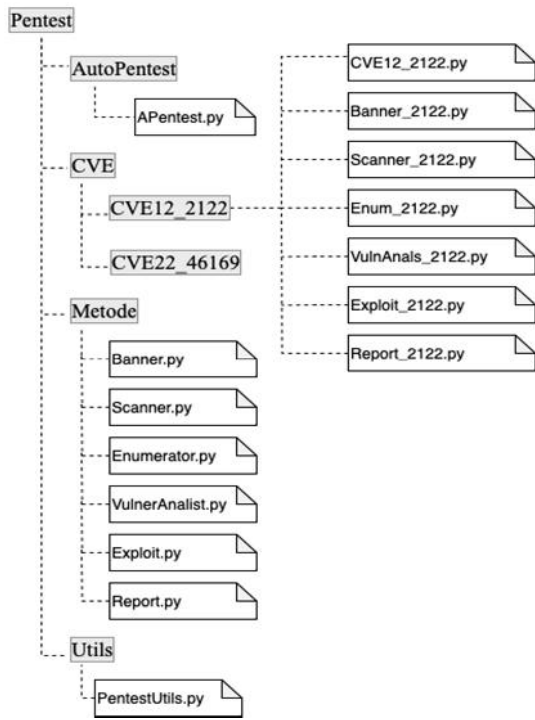 Pentest
AutoPentest
APentest.py
CVE
CVE12_2122
CVE12_2122.py
Banner_2122.py
Scanner_2122.py
Enum_2122.py
VulnAnals_2122.py
Exploit_2122.py
Report_2122.py
CVE22_46169
Metode
Banner.py
Scanner.py
Enumerator.py
VulnerAnalist.py
Exploit.py
Report.py
Utils
PentestUtils.py